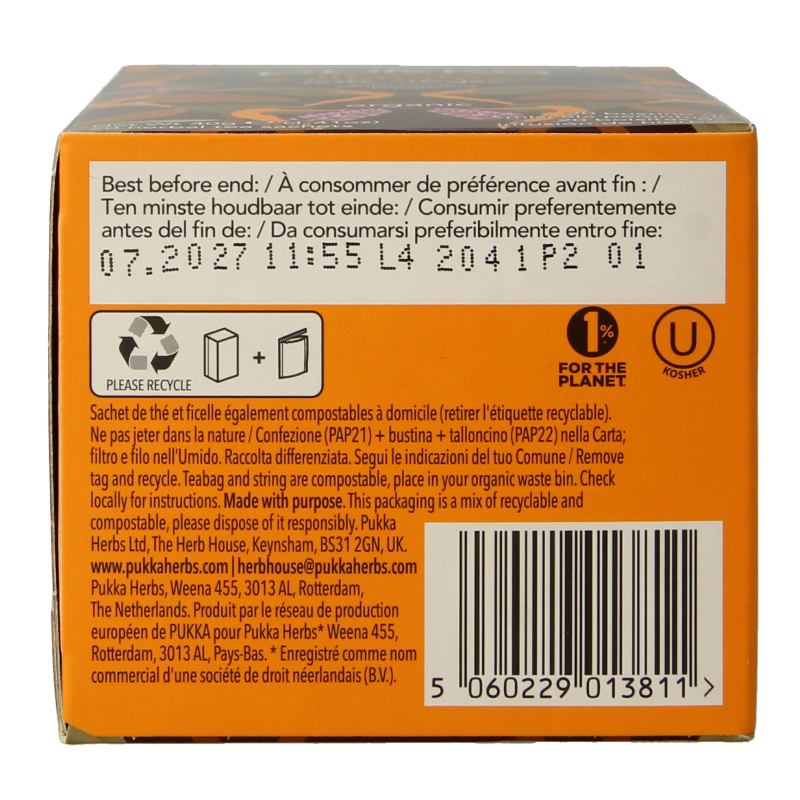 organic
herbal tea sachets
Best before end: / À consommer de préférence avant fin : /
Ten minste houdbaar tot einde: / Consumir preferentemente
antes del fin de: / Da consumarsi preferibilmente entro fine:
07.2027 11:55 L4 2041P2 01
PLEASE RECYCLE
+
1%
FOR THE
PLANET
U
KOSHER
Sachet de thé et ficelle également compostables à domicile (retirer l'étiquette recyclable).
Ne pas jeter dans la nature / Confezione (PAP21) + bustina + talloncino (PAP22) nella Carta;
filtro e filo nell'Umido. Raccolta differenziata. Segui le indicazioni del tuo Comune / Remove
tag and recycle. Teabag and string are compostable, place in your organic waste bin. Check
locally for instructions. Made with purpose. This packaging is a mix of recyclable and
compostable, please dispose of it responsibly. Pukka
Herbs Ltd, The Herb House, Keynsham, BS31 2GN, UK.
www.pukkaherbs.com | herbhouse@pukkaherbs.com
Pukka Herbs, Weena 455, 3013 AL, Rotterdam,
The Netherlands. Produit par le réseau de production
européen de PUKKA pour Pukka Herbs* Weena 455,
Rotterdam, 3013 AL, Pays-Bas. * Enregistré comme nom
commercial d'une société de droit néerlandais (B.V.).
5 060229 013811 >